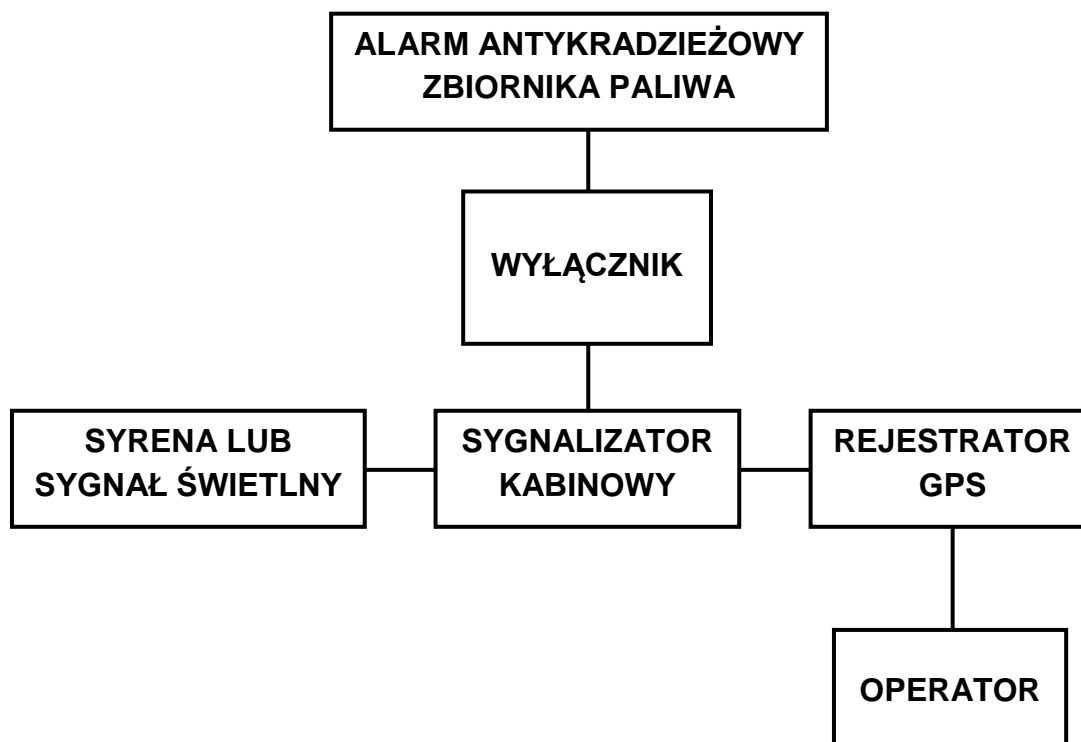 ALARM ANTYKRADZIEŻOWY
ZBIORNIKA PALIWA
WYŁĄCZNIK
SYRENA LUB
SYGNAŁ ŚWIETLNY
SYGNALIZATOR
KABINOWY
REJESTRATOR
GPS
OPERATOR